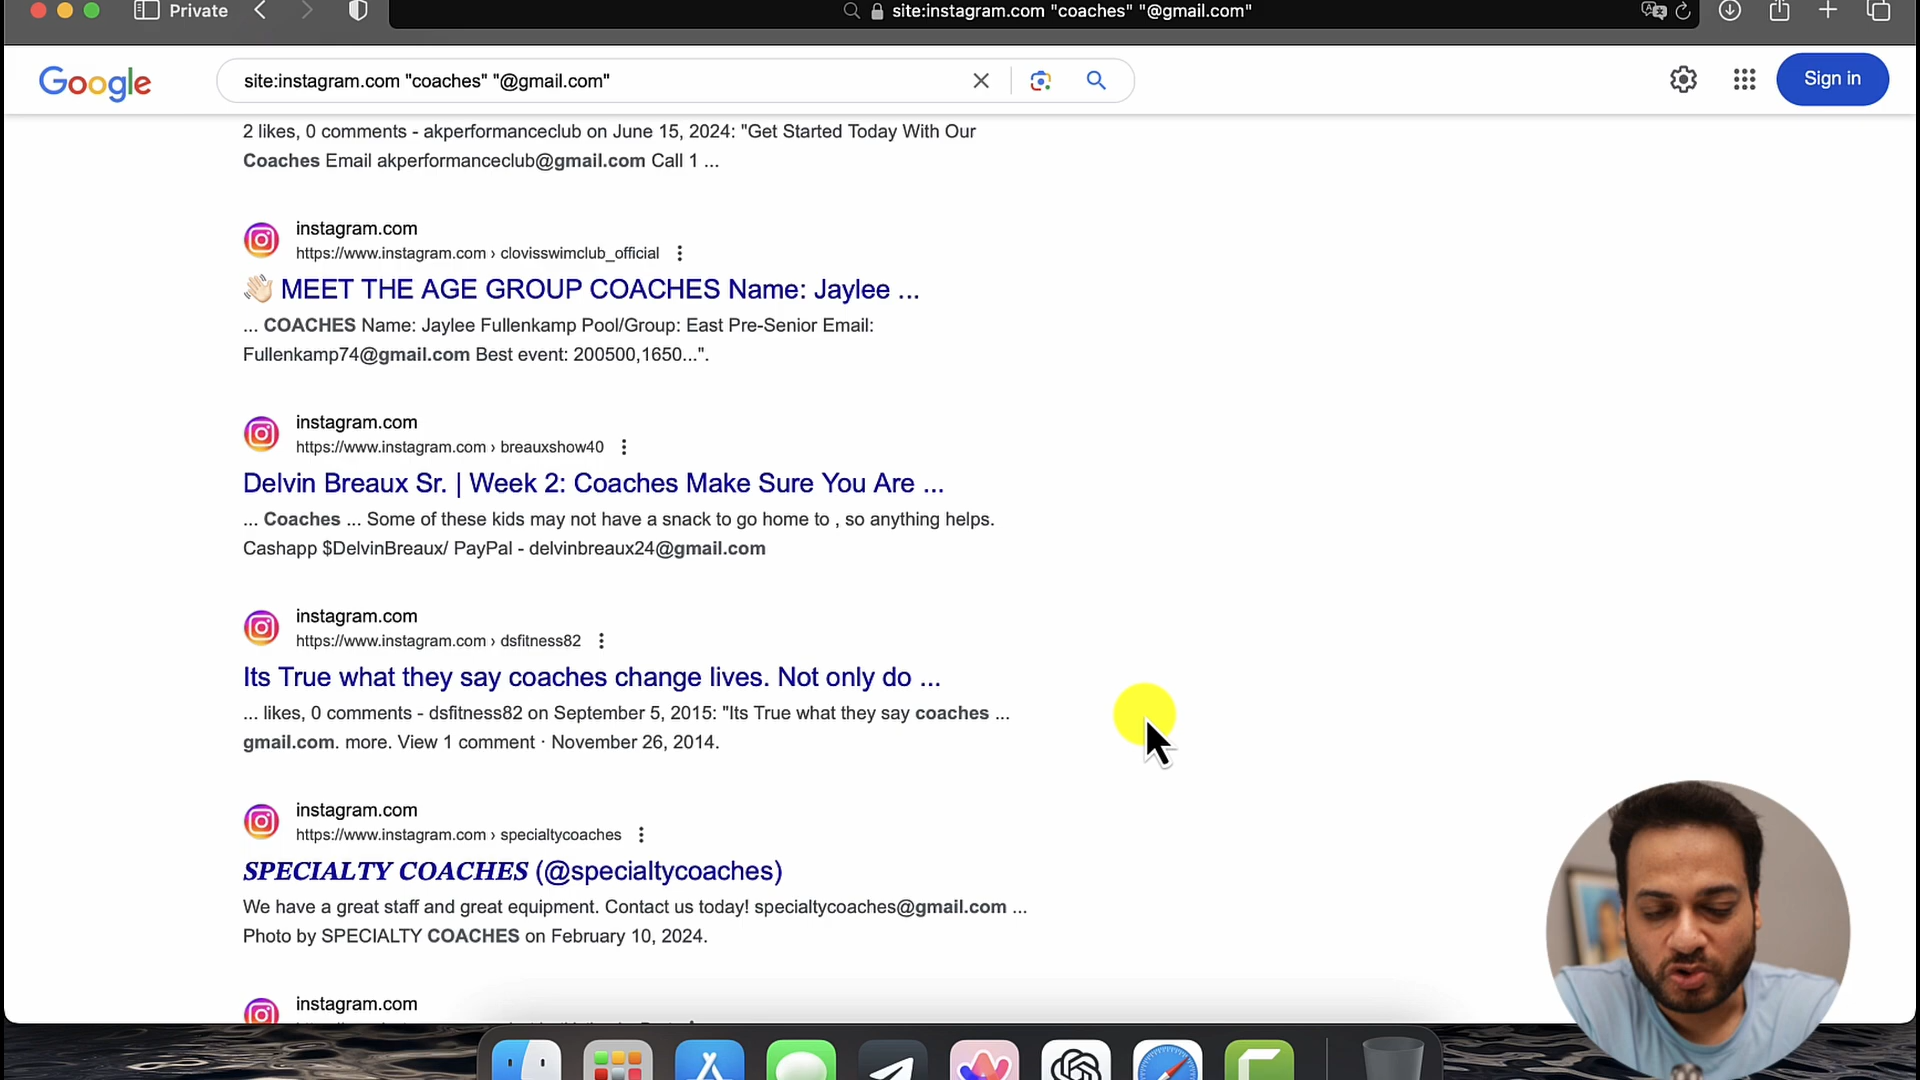 Private
site:instagram.com "coaches" "@gmail.com"
Google
site:instagram.com "coaches" "@gmail.com"
Sign in
2 likes, 0 comments - akperformanceclub on June 15, 2024: "Get Started Today With Our
Coaches Email akperformanceclub@gmail.com Call 1 ...
instagram.com
https://www.instagram.com › clovisswimclub_official
👋🏻 MEET THE AGE GROUP COACHES Name: Jaylee ...
... COACHES Name: Jaylee Fullenkamp Pool/Group: East Pre-Senior Email:
Fullenkamp74@gmail.com Best event: 200500,1650...".
instagram.com
https://www.instagram.com › breauxshow40
Delvin Breaux Sr. | Week 2: Coaches Make Sure You Are ...
... Coaches ... Some of these kids may not have a snack to go home to , so anything helps.
Cashapp $DelvinBreaux/ PayPal - delvinbreaux24@gmail.com
instagram.com
https://www.instagram.com › dsfitness82
Its True what they say coaches change lives. Not only do ...
... likes, 0 comments - dsfitness82 on September 5, 2015: "Its True what they say coaches ...
gmail.com. more. View 1 comment · November 26, 2014.
instagram.com
https://www.instagram.com › specialtycoaches
SPECIALTY COACHES (@specialtycoaches)
We have a great staff and great equipment. Contact us today! specialtycoaches@gmail.com ...
Photo by SPECIALTY COACHES on February 10, 2024.
instagram.com